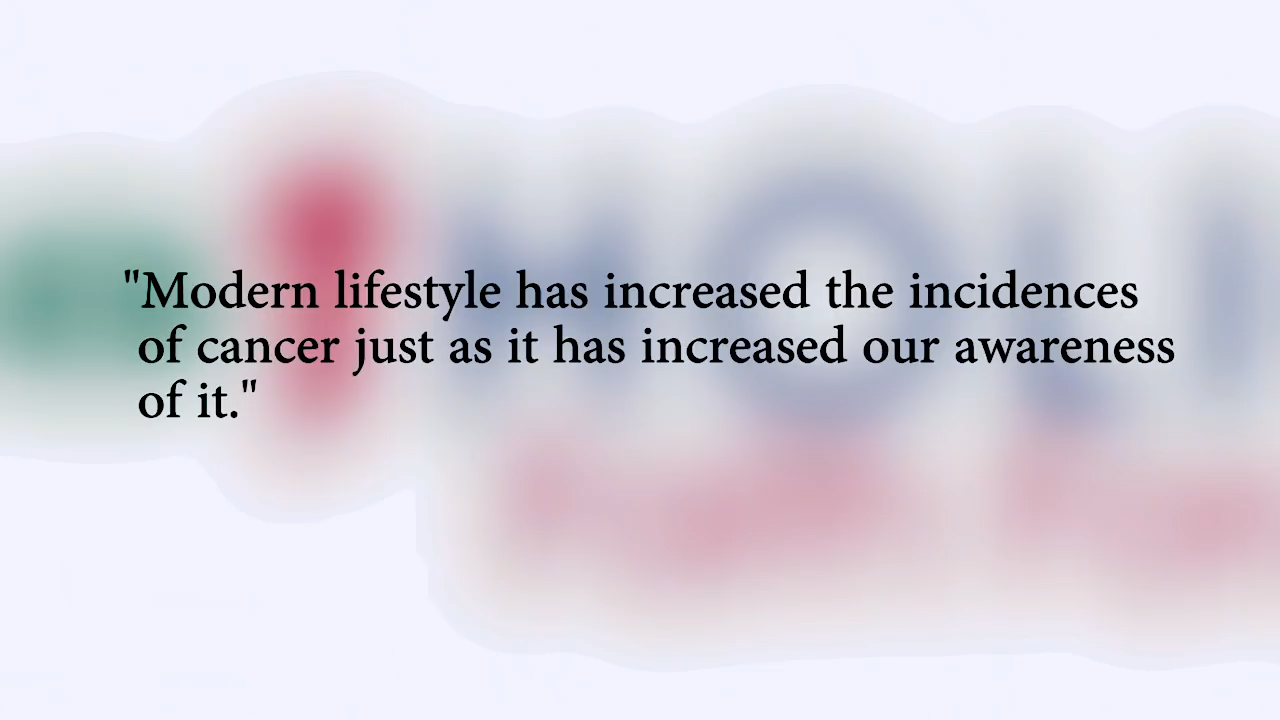 "Modern lifestyle has increased the incidences
of cancer just as it has increased our awareness
of it."